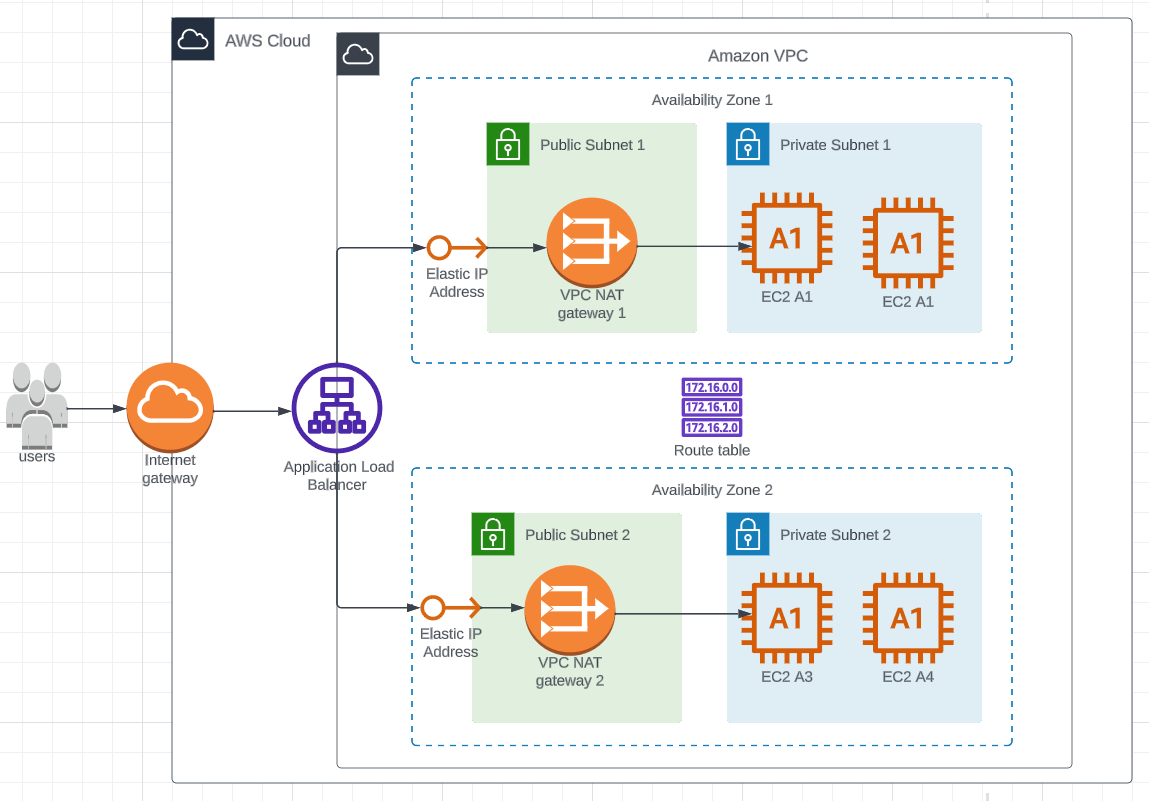 AWS Cloud
Amazon VPC
Availability Zone 1
Public Subnet 1
Private Subnet 1
A1
A1
Elastic IP
Address
VPC NAT
gateway 1
EC2 A1
EC2 A1
users
Internet
gateway
Application Load
Balancer
172.16.0.0
172.16.1.0
172.16.2.0
Route table
Availability Zone 2
Public Subnet 2
Private Subnet 2
A1
A1
Elastic IP
Address
VPC NAT
gateway 2
EC2 A3
EC2 A4